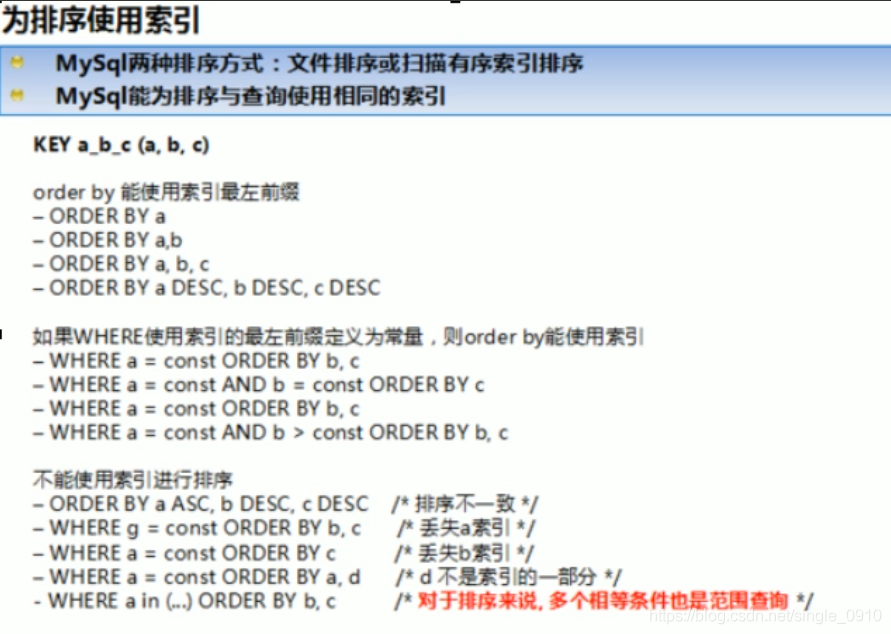 为排序使用索引
MySql两种排序方式：文件排序或扫描有序索引排序
MySql能为排序与查询使用相同的索引
KEY a_b_c (a, b, c)
order by 能使用索引最左前缀
– ORDER BY a
– ORDER BY a,b
– ORDER BY a, b, c
– ORDER BY a DESC, b DESC, c DESC
如果WHERE使用索引的最左前缀定义为常量，则order by能使用索引
– WHERE a = const ORDER BY b, c
– WHERE a = const AND b = const ORDER BY c
– WHERE a = const ORDER BY b, c
– WHERE a = const AND b > const ORDER BY b, c
不能使用索引进行排序
– ORDER BY a ASC, b DESC, c DESC /* 排序不一致 */
– WHERE g = const ORDER BY b, c /* 丢失a索引 */
– WHERE a = const ORDER BY c /* 丢失b索引 */
– WHERE a = const ORDER BY a, d /* d 不是索引的一部分 */
- WHERE a in (...) ORDER BY b, c /* 对于排序来说, 多个相等条件也是范围查询 */
https://blog.csdn.net/single_0910